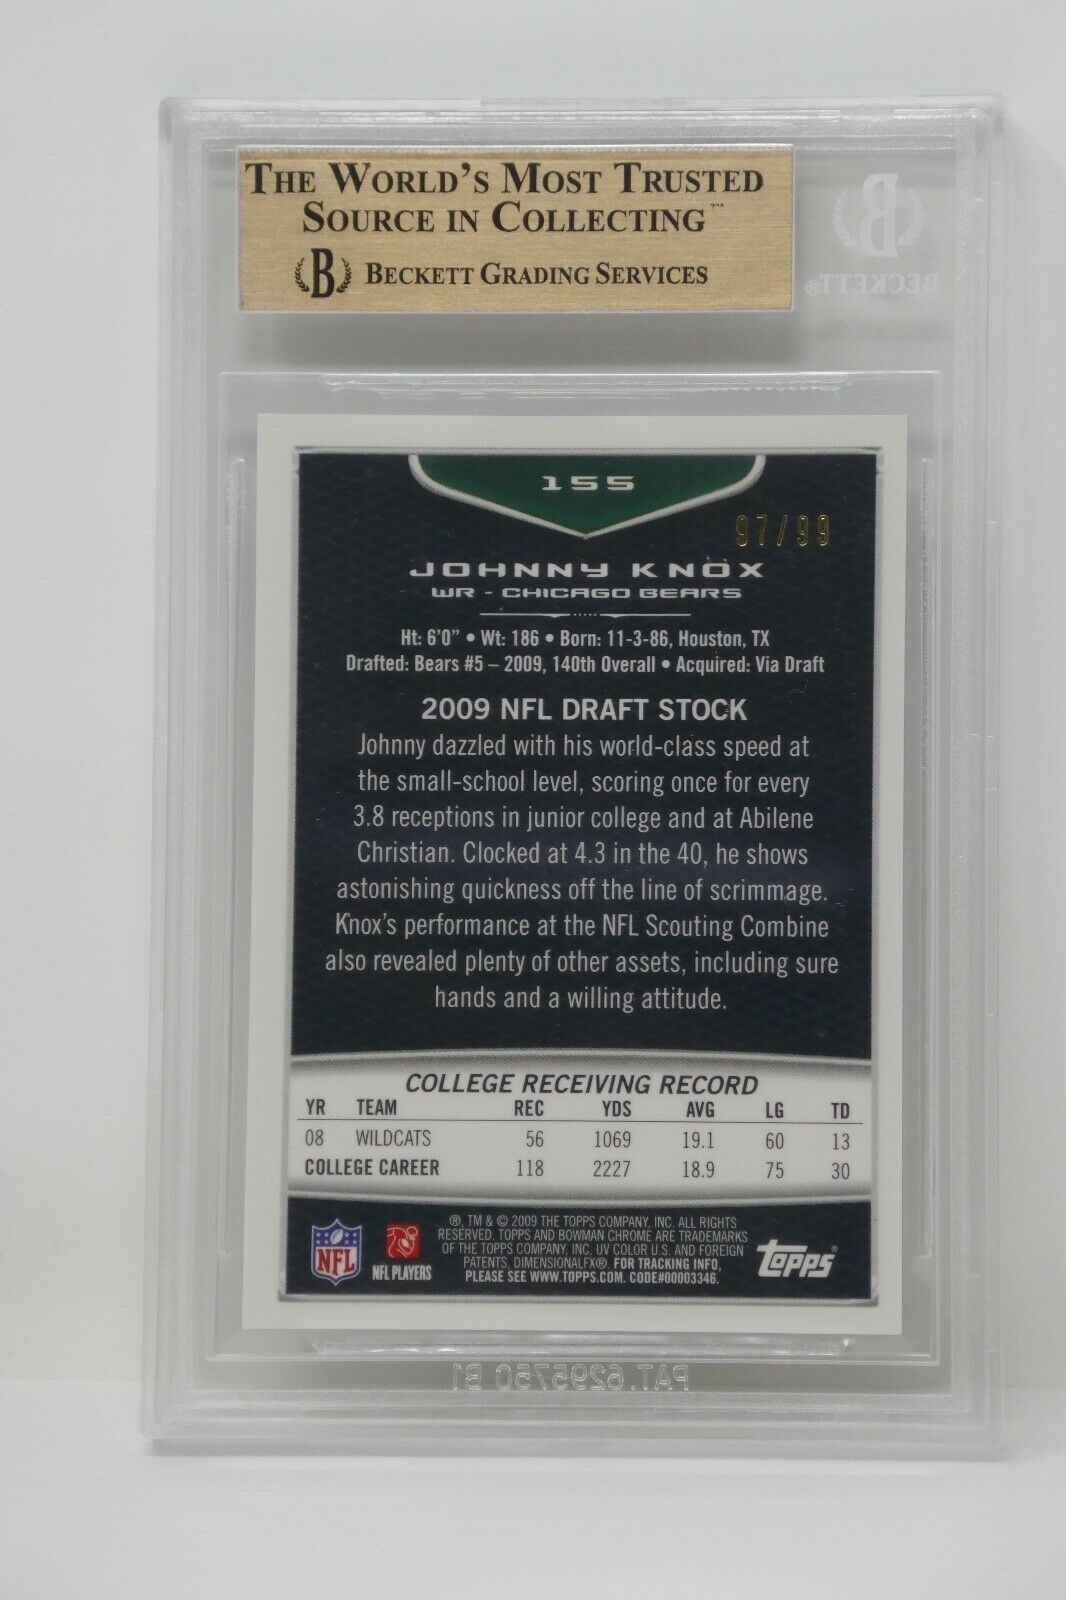 THE WORLD'S MOST TRUSTED
SOURCE IN COLLECTING™
B BECKETT GRADING SERVICES
B
BECKETT®
155
97/99
JOHNNY KNOX
WR - CHICAGO BEARS
Ht: 6'0" • Wt: 186 • Born: 11-3-86, Houston, TX
Drafted: Bears #5 – 2009, 140th Overall • Acquired: Via Draft
2009 NFL DRAFT STOCK
Johnny dazzled with his world-class speed at
the small-school level, scoring once for every
3.8 receptions in junior college and at Abilene
Christian. Clocked at 4.3 in the 40, he shows
astonishing quickness off the line of scrimmage.
Knox's performance at the NFL Scouting Combine
also revealed plenty of other assets, including sure
hands and a willing attitude.
COLLEGE RECEIVING RECORD
YR TEAM REC YDS AVG LG TD
08 WILDCATS 56 1069 19.1 60 13
COLLEGE CAREER 118 2227 18.9 75 30
NFL
NFL PLAYERS
®, TM & © 2009 THE TOPPS COMPANY, INC. ALL RIGHTS
RESERVED. TOPPS AND BOWMAN CHROME ARE TRADEMARKS
OF THE TOPPS COMPANY, INC. UV COLOR U.S. AND FOREIGN
PATENTS, DIMENSIONALFX®. FOR TRACKING INFO,
PLEASE SEE WWW.TOPPS.COM. CODE#00003346.
topps®
PAT. 6295750 B1